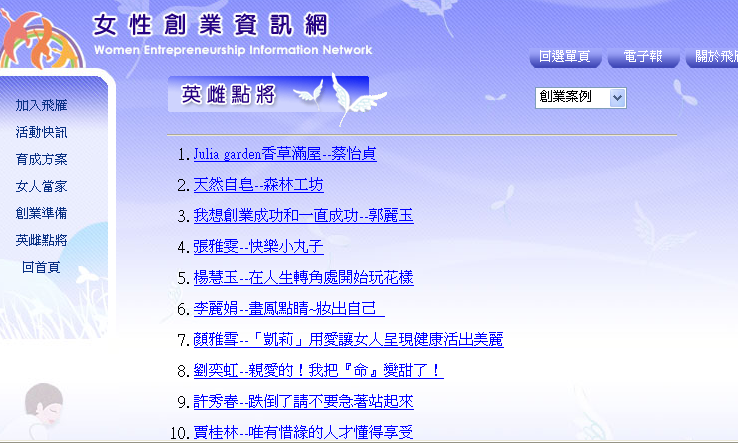 女性創業資訊網
Women Entrepreneurship Information Network
回選單頁
電子報
關於飛雁
加入飛雁
活動快訊
育成方案
女人當家
創業準備
英雌點將
回首頁
英雌點將
創業案例
1. Julia garden香草滿屋--蔡怡貞
2. 天然自皂--森林工坊
3. 我想創業成功和一直成功--郭麗玉
4. 張雅雯--快樂小丸子
5. 楊慧玉--在人生轉角處開始玩花樣
6. 李麗娟--畫鳳點睛~妝出自己
7. 顏雅雪--「凱莉」用愛讓女人呈現健康活出美麗
8. 劉奕虹--親愛的！我把『命』變甜了！
9. 許秀春--跌倒了請不要急著站起來
10. 賈桂林--唯有惜緣的人才懂得享受